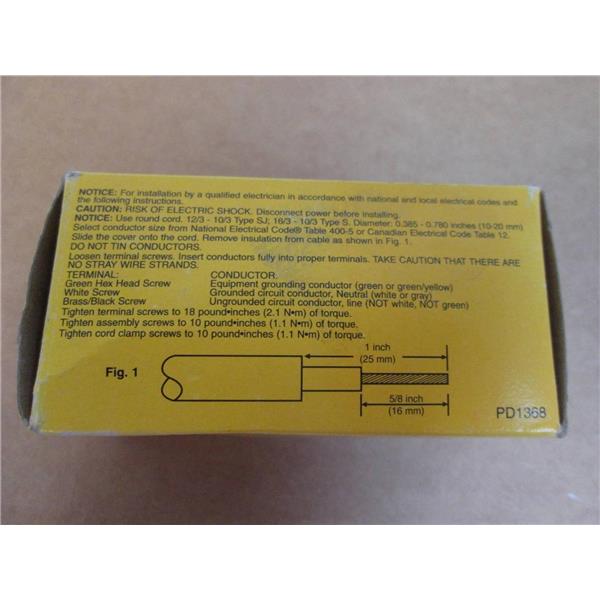 NOTICE: For installation by a qualified electrician in accordance with national and local electrical codes and
the following instructions.
CAUTION: RISK OF ELECTRIC SHOCK. Disconnect power before installing.
NOTICE: Use round cord. 12/3 - 10/3 Type SJ; 16/3 - 10/3 Type S. Diameter: 0.385 - 0.780 inches (10-20 mm)
Select conductor size from National Electrical Code® Table 400-5 or Canadian Electrical Code Table 12.
Slide the cover onto the cord. Remove insulation from cable as shown in Fig. 1.
DO NOT TIN CONDUCTORS.
Loosen terminal screws. Insert conductors fully into proper terminals. TAKE CAUTION THAT THERE ARE
NO STRAY WIRE STRANDS.
TERMINAL: CONDUCTOR:
Green Hex Head Screw Equipment grounding conductor (green or green/yellow)
White Screw Grounded circuit conductor, Neutral (white or gray)
Brass/Black Screw Ungrounded circuit conductor, line (NOT white, NOT green)
Tighten terminal screws to 18 pound•inches (2.1 N•m) of torque.
Tighten assembly screws to 10 pound•inches (1.1 N•m) of torque.
Tighten cord clamp screws to 10 pound•inches (1.1 N•m) of torque.
1 inch
(25 mm)
Fig. 1
5/8 inch
(16 mm)
PD1368